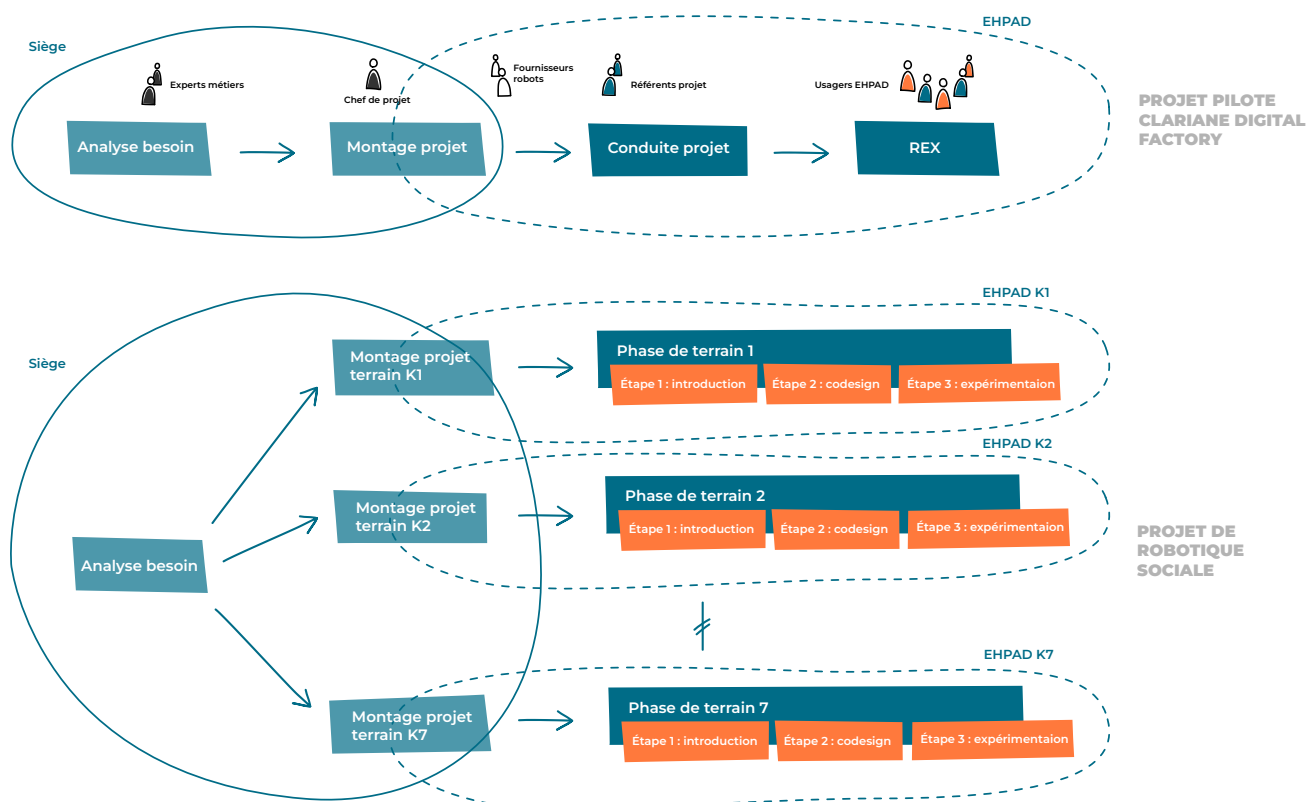 Siège
EHPAD
Experts métiers
Chef de projet
Fournisseurs
robots
Référents projet
Usagers EHPAD
PROJET PILOTE
CLARIANE DIGITAL
FACTORY
Analyse besoin
Montage projet
Conduite projet
REX
Siège
EHPAD K1
Montage projet
terrain K1
Phase de terrain 1
Étape 1 : introduction
Étape 2 : codesign
Étape 3 : expérimentaion
EHPAD K2
Montage projet
terrain K2
Phase de terrain 2
Étape 1 : introduction
Étape 2 : codesign
Étape 3 : expérimentaion
Analyse besoin
PROJET DE
ROBOTIQUE
SOCIALE
EHPAD K7
Montage projet
terrain K7
Phase de terrain 7
Étape 1 : introduction
Étape 2 : codesign
Étape 3 : expérimentaion